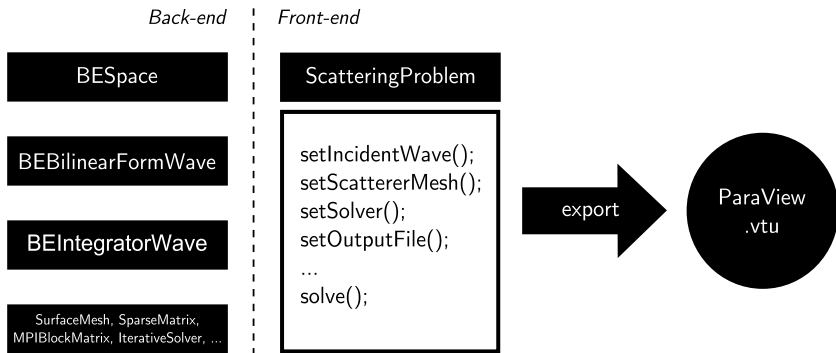 Back-end
Front-end
BESpace
BEBilinearFormWave
BEIntegratorWave
SurfaceMesh, SparseMatrix,
MPIBlockMatrix, IterativeSolver, ...
ScatteringProblem
setIncidentWave();
setScattererMesh();
setSolver();
setOutputFile();
...
solve();
export
ParaView
.vtu